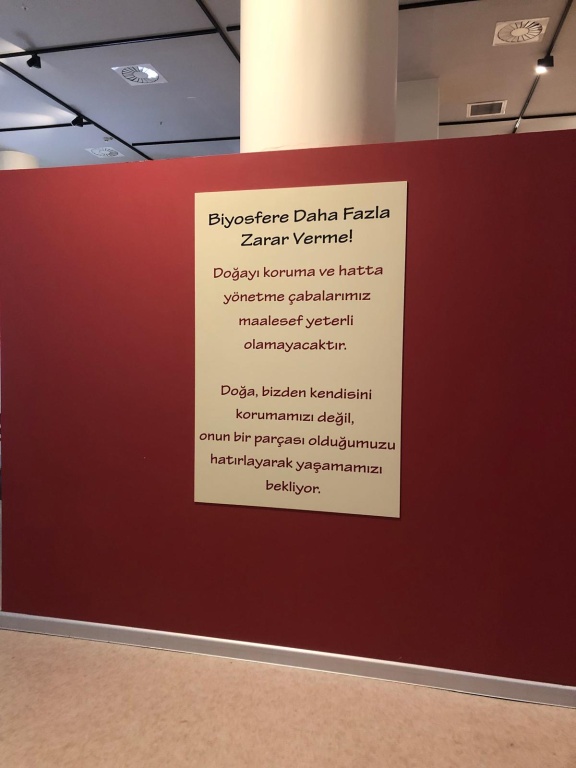 Biyosfere Daha Fazla
Zarar Verme!
Doğayı koruma ve hatta
yönetme çabalarımız
maalesef yeterli
olamayacaktır.
Doğa, bizden kendisini
korumamızı değil,
onun bir parçası olduğumuzu
hatırlayarak yaşamamızı
bekliyor.